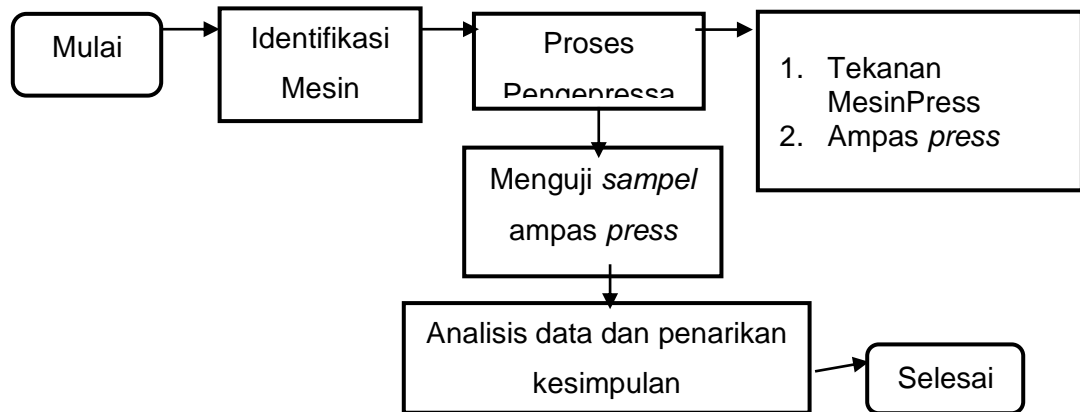 Mulai
Identifikasi
Mesin
Proses
Pengepressa
1. Tekanan
MesinPress
2. Ampas press
Menguji sampel
ampas press
Analisis data dan penarikan
kesimpulan
Selesai